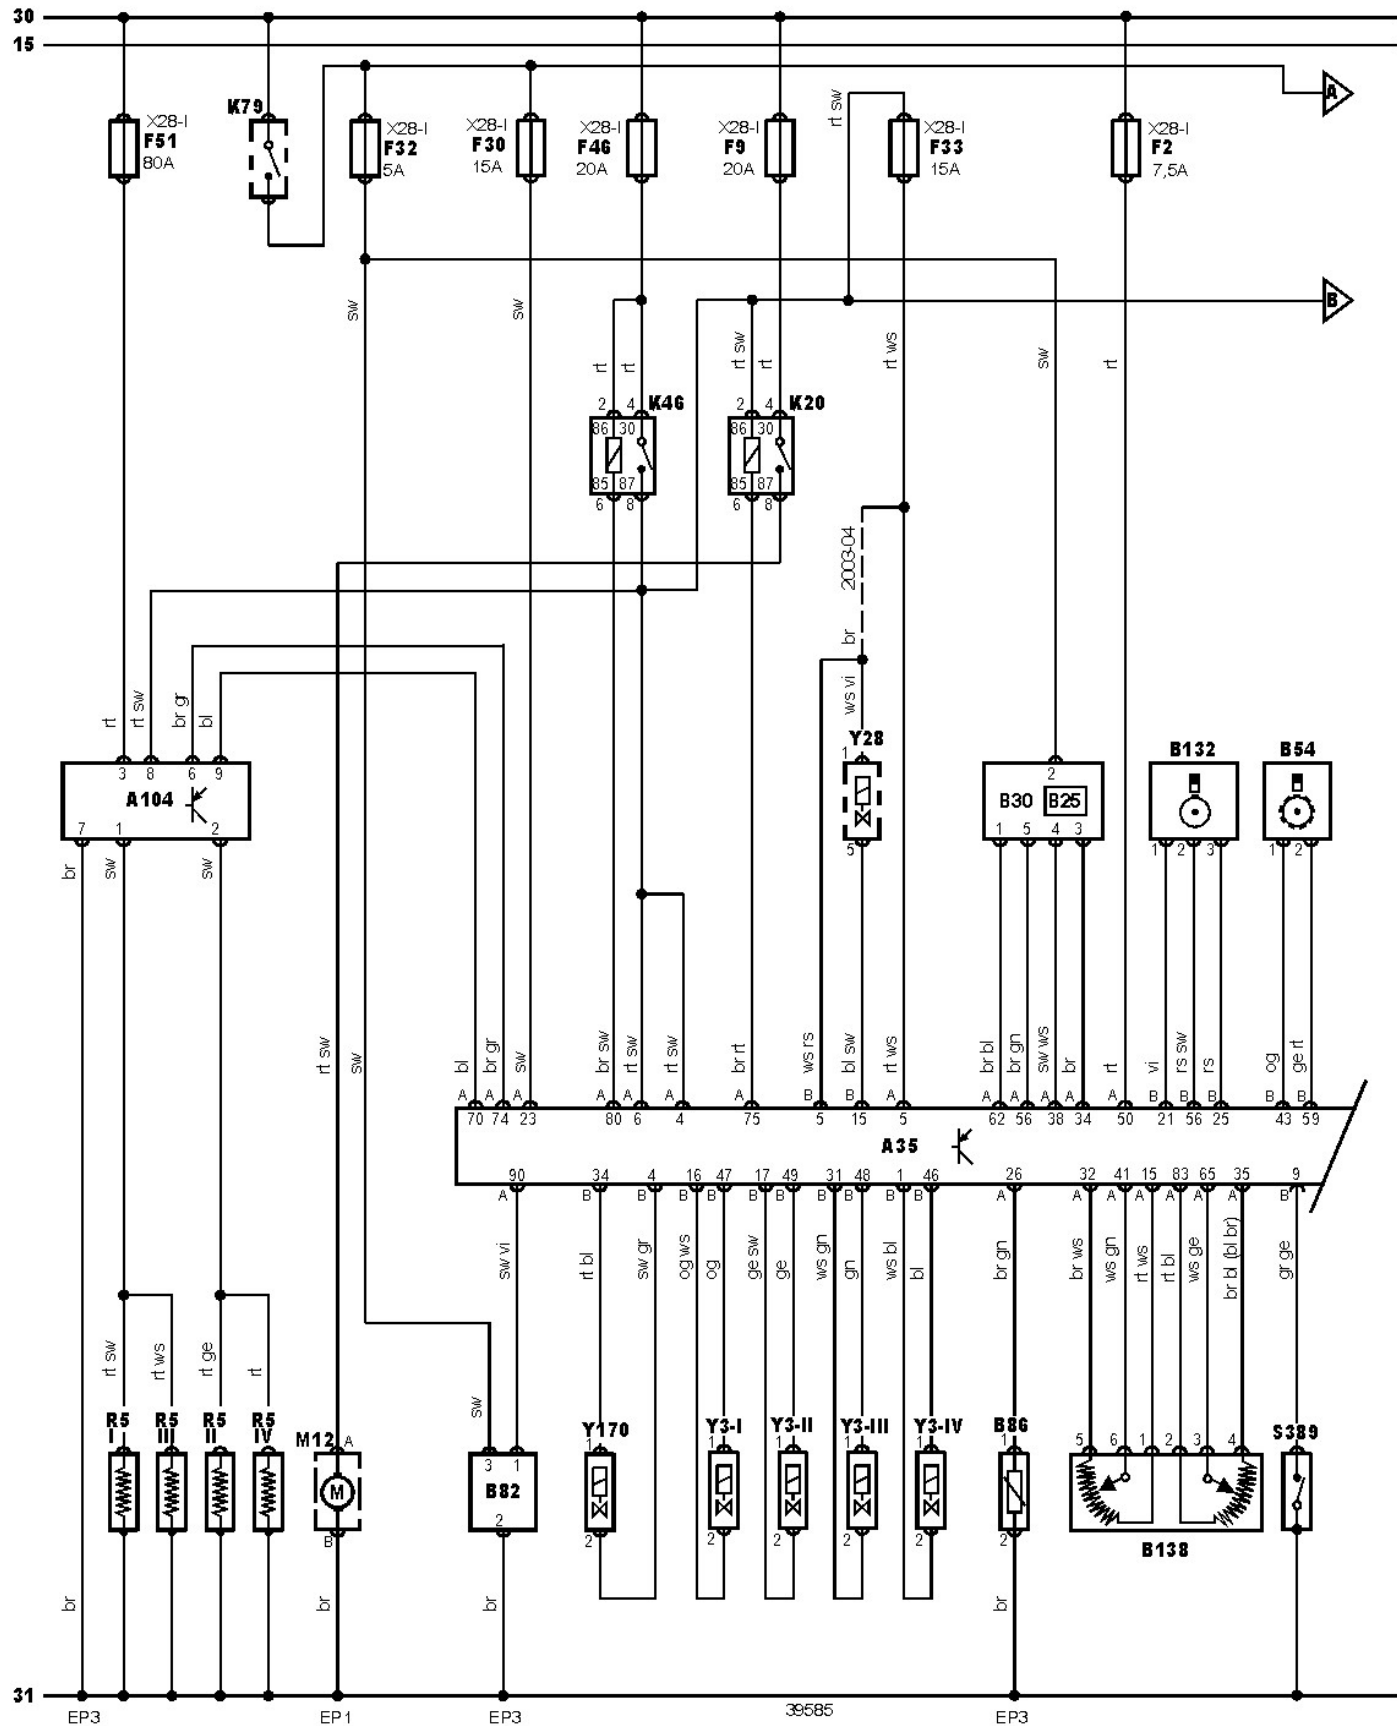 30
15
K79
X28-I
F51
80A
X28-I
F32
5A
X28-I
F30
15A
X28-I
F46
20A
X28-I
F9
20A
rt sw
X28-I
F33
15A
X28-I
F2
7,5A
A
B
sw
sw
rt
rt
rt sw
rt
rt ws
sw
rt
2 4 K46
86 30
85 87
6 8
2 4 K20
86 30
85 87
6 8
2003-04
br
ws vi
rt
rt sw
br gr
bl
3 8 6 9
A104
7 1 2
br
sw
sw
1 Y28
5
2
B30 B25
1 5 4 3
B132
1 2 3
B54
1 2
rt sw
sw
bl
br gr
sw
br sw
rt sw
rt sw
br rt
ws rs
bl sw
rt ws
br bl
br gn
sw ws
br
rt
vi
rs sw
rs
og
ge rt
A A A A A A A B B A A A A A A B B B B B
70 74 23 80 6 4 75 5 15 5 62 56 38 34 50 21 56 25 43 59
A35
90 34 4 16 47 17 49 31 48 1 46 26 32 41 15 83 65 35 9
A B B B B B B B B B B A A A A A A A B
sw vi
rt bl
sw gr
og ws
og
ge sw
ge
ws gn
gn
ws bl
bl
br gn
br ws
ws gn
rt ws
rt bl
ws ge
br bl (bl br)
gr ge
rt sw
rt ws
rt ge
rt
R5
I
R5
III
R5
II
R5
IV
M12 A
M
B
sw
3 1
B82
2
Y170
1
2
Y3-I
1
2
Y3-II
1
2
Y3-III
1
2
Y3-IV
1
2
B86
1
2
5 6 1 2 3 4
B138
S389
br
br
br
br
31
EP3
EP1
EP3
39585
EP3